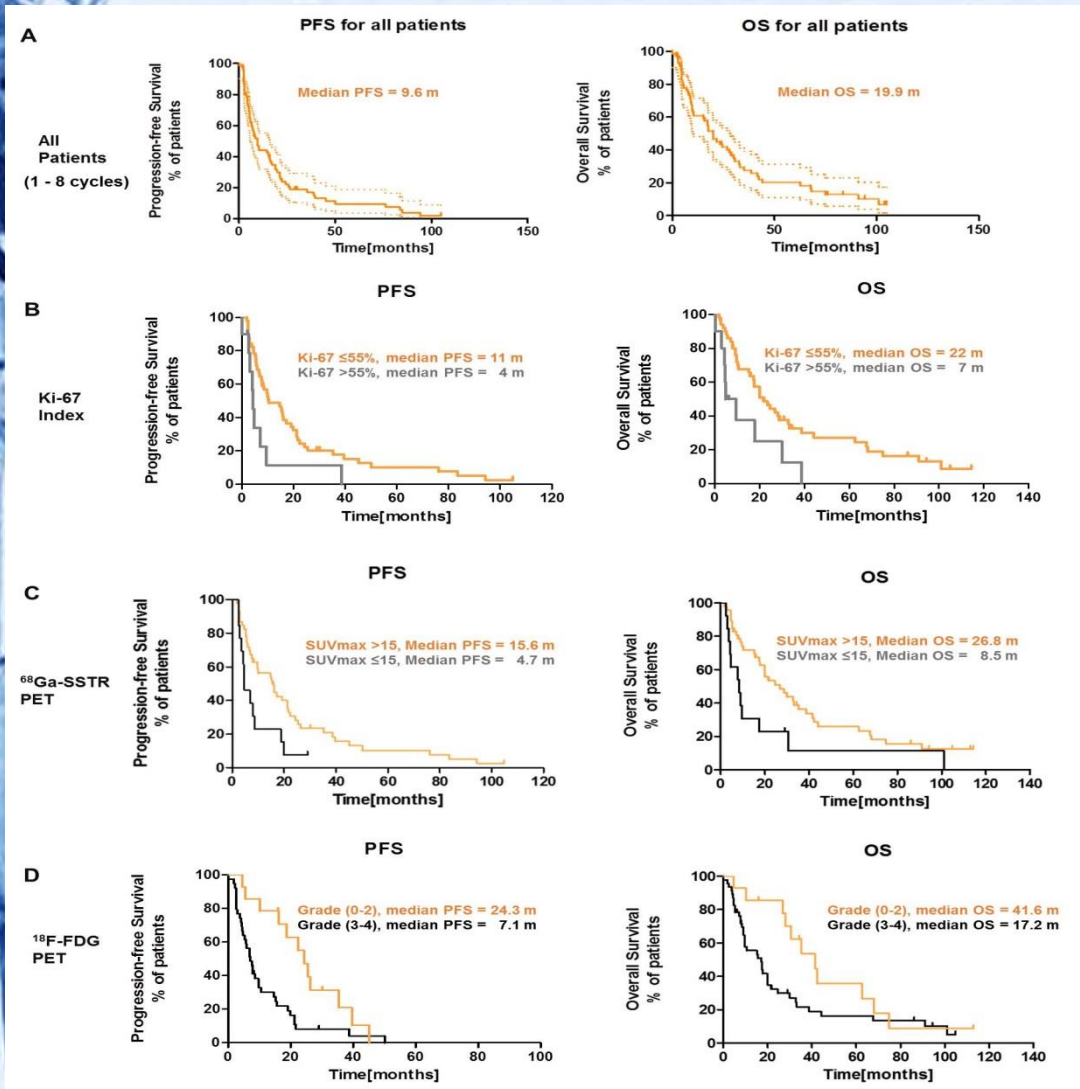 A
PFS for all patients
OS for all patients
All
Patients
(1 - 8 cycles)
Progression-free Survival
% of patients
100
80
60
40
20
0
Median PFS = 9.6 m
0 50 100 150
Time[months]
Overall Survival
% of patients
100
80
60
40
20
0
Median OS = 19.9 m
0 50 100 150
Time[months]
B
PFS
OS
Ki-67
Index
Progression-free Survival
% of patients
100
80
60
40
20
0
Ki-67 ≤55%, median PFS = 11 m
Ki-67 >55%, median PFS = 4 m
0 20 40 60 80 100 120
Time[months]
Overall Survival
% of patients
100
80
60
40
20
0
Ki-67 ≤55%, median OS = 22 m
Ki-67 >55%, median OS = 7 m
0 20 40 60 80 100 120 140
Time[months]
C
PFS
OS
⁶⁸Ga-SSTR
PET
Progression-free Survival
% of patients
100
80
60
40
20
0
SUVmax >15, Median PFS = 15.6 m
SUVmax ≤15, Median PFS = 4.7 m
0 20 40 60 80 100 120
Time[months]
Overall Survival
% of patients
100
80
60
40
20
0
SUVmax >15, Median OS = 26.8 m
SUVmax ≤15, Median OS = 8.5 m
0 20 40 60 80 100 120 140
Time[months]
D
PFS
OS
¹⁸F-FDG
PET
Progression-free Survival
% of patients
100
80
60
40
20
0
Grade (0-2), median PFS = 24.3 m
Grade (3-4), median PFS = 7.1 m
0 20 40 60 80 100
Time[months]
Overall Survival
% of patients
100
80
60
40
20
0
Grade (0-2), median OS = 41.6 m
Grade (3-4), median OS = 17.2 m
0 20 40 60 80 100 120 140
Time[months]